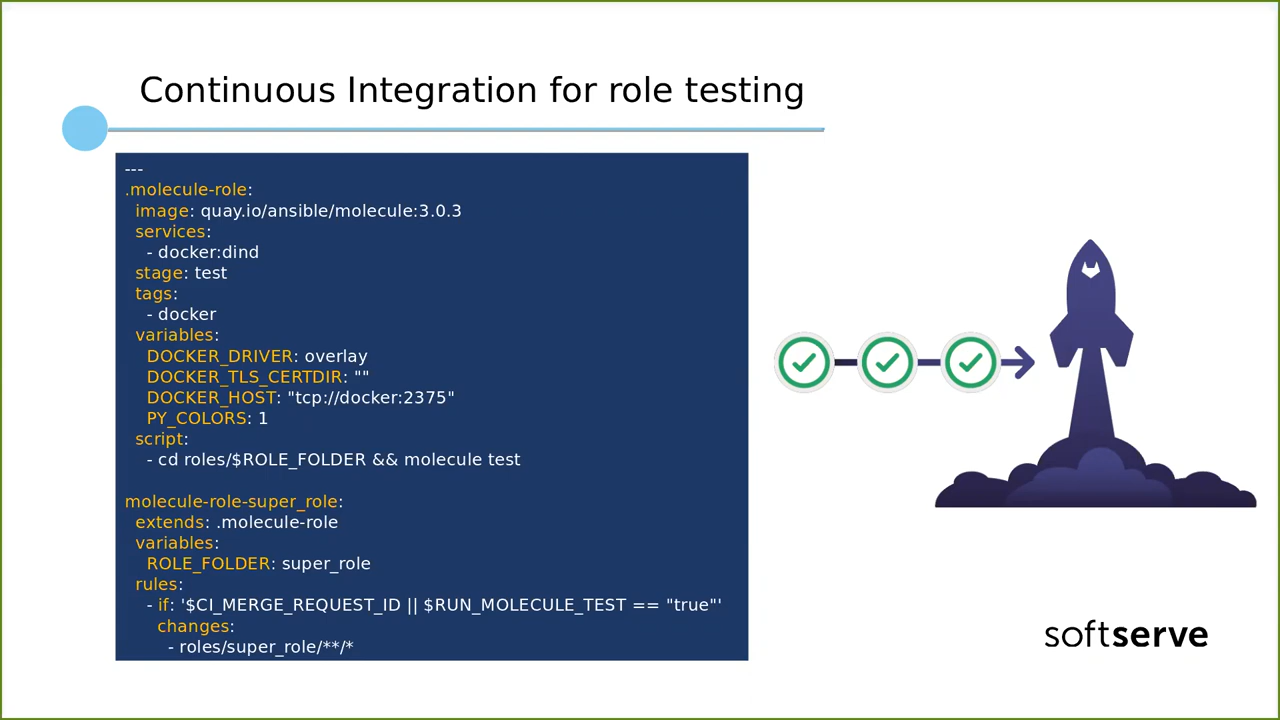 Continuous Integration for role testing
---
.molecule-role:
  image: quay.io/ansible/molecule:3.0.3
  services:
    - docker:dind
  stage: test
  tags:
    - docker
  variables:
    DOCKER_DRIVER: overlay
    DOCKER_TLS_CERTDIR: ""
    DOCKER_HOST: "tcp://docker:2375"
    PY_COLORS: 1
  script:
    - cd roles/$ROLE_FOLDER && molecule test

molecule-role-super_role:
  extends: .molecule-role
  variables:
    ROLE_FOLDER: super_role
  rules:
    - if: '$CI_MERGE_REQUEST_ID || $RUN_MOLECULE_TEST == "true"'
      changes:
        - roles/super_role/**/*
softserve